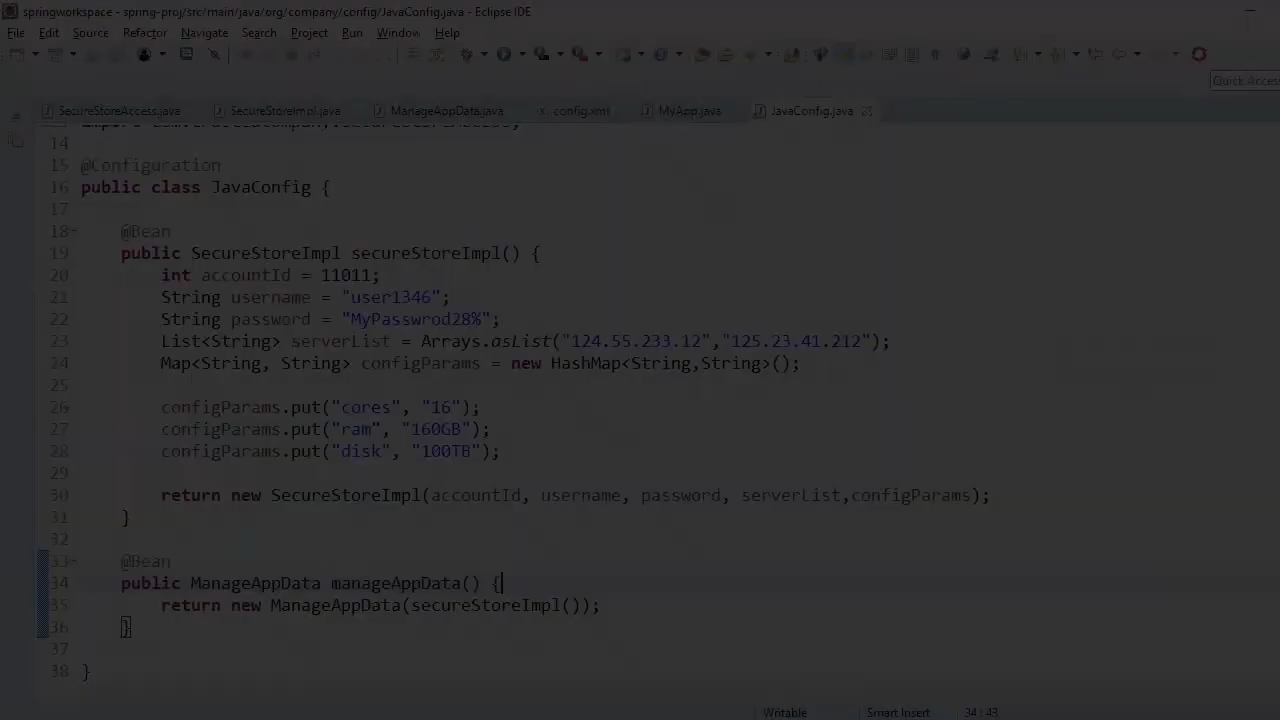 springworkspace - spring-proj/src/main/java/org/company/config/JavaConfig.java - Eclipse IDE
File Edit Source Refactor Navigate Search Project Run Window Help
Quick Access
SecureStoreAccess.java SecureStoreImpl.java ManageAppData.java config.xml MyApp.java JavaConfig.java
14
15 @Configuration
16 public class JavaConfig {
17
18 @Bean
19 public SecureStoreImpl secureStoreImpl() {
20 int accountId = 11011;
21 String username = "user1346";
22 String password = "MyPasswrod28%";
23 List<String> serverList = Arrays.asList("124.55.233.12","125.23.41.212");
24 Map<String, String> configParams = new HashMap<String,String>();
25
26 configParams.put("cores", "16");
27 configParams.put("ram", "160GB");
28 configParams.put("disk", "100TB");
29
30 return new SecureStoreImpl(accountId, username, password, serverList,configParams);
31 }
32
33 @Bean
34 public ManageAppData manageAppData() {
35 return new ManageAppData(secureStoreImpl());
36 }
37
38 }
Writable Smart Insert 34:43